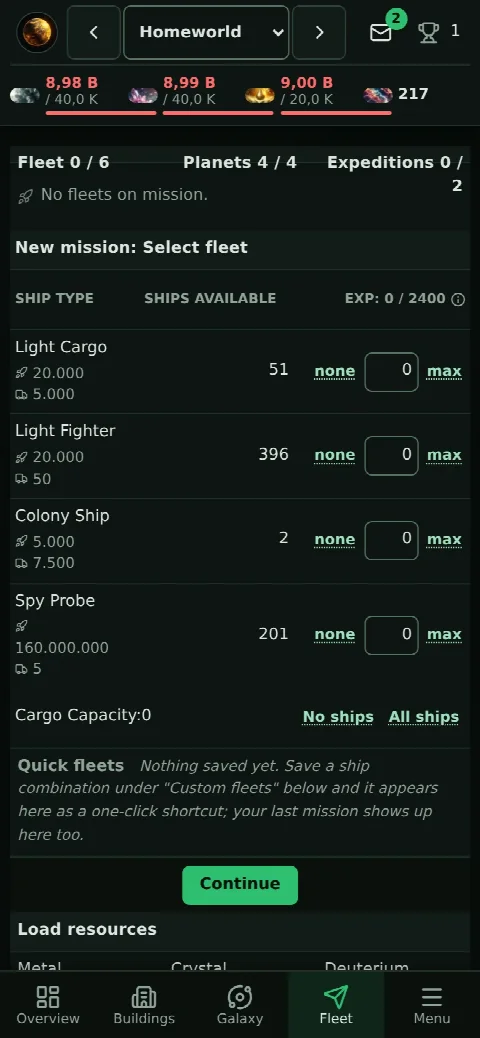 Homeworld
2
1
8,98 B
/ 40,0 K
8,99 B
/ 40,0 K
9,00 B
/ 20,0 K
217
Fleet 0 / 6
Planets 4 / 4
Expeditions 0 /
2
No fleets on mission.
New mission: Select fleet
SHIP TYPE
SHIPS AVAILABLE
EXP: 0 / 2400
Light Cargo
20.000
5.000
51
none
0
max
Light Fighter
20.000
50
396
none
0
max
Colony Ship
5.000
7.500
2
none
0
max
Spy Probe
160.000.000
5
201
none
0
max
Cargo Capacity:0
No ships
All ships
Quick fleets Nothing saved yet. Save a ship
combination under "Custom fleets" below and it appears
here as a one-click shortcut; your last mission shows up
here too.
Continue
Load resources
Metal
Crystal
Deuterium
Overview
Buildings
Galaxy
Fleet
Menu